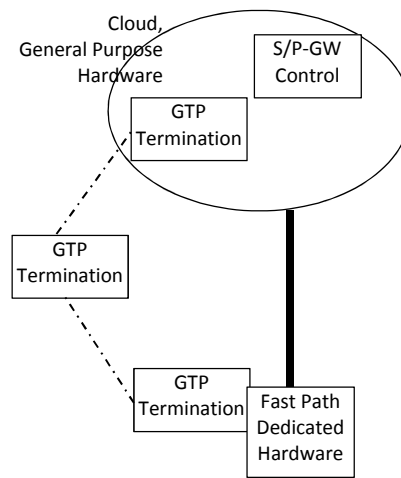 Cloud,
General Purpose
Hardware
S/P-GW
Control
GTP
Termination
GTP
Termination
GTP
Termination
Fast Path
Dedicated
Hardware